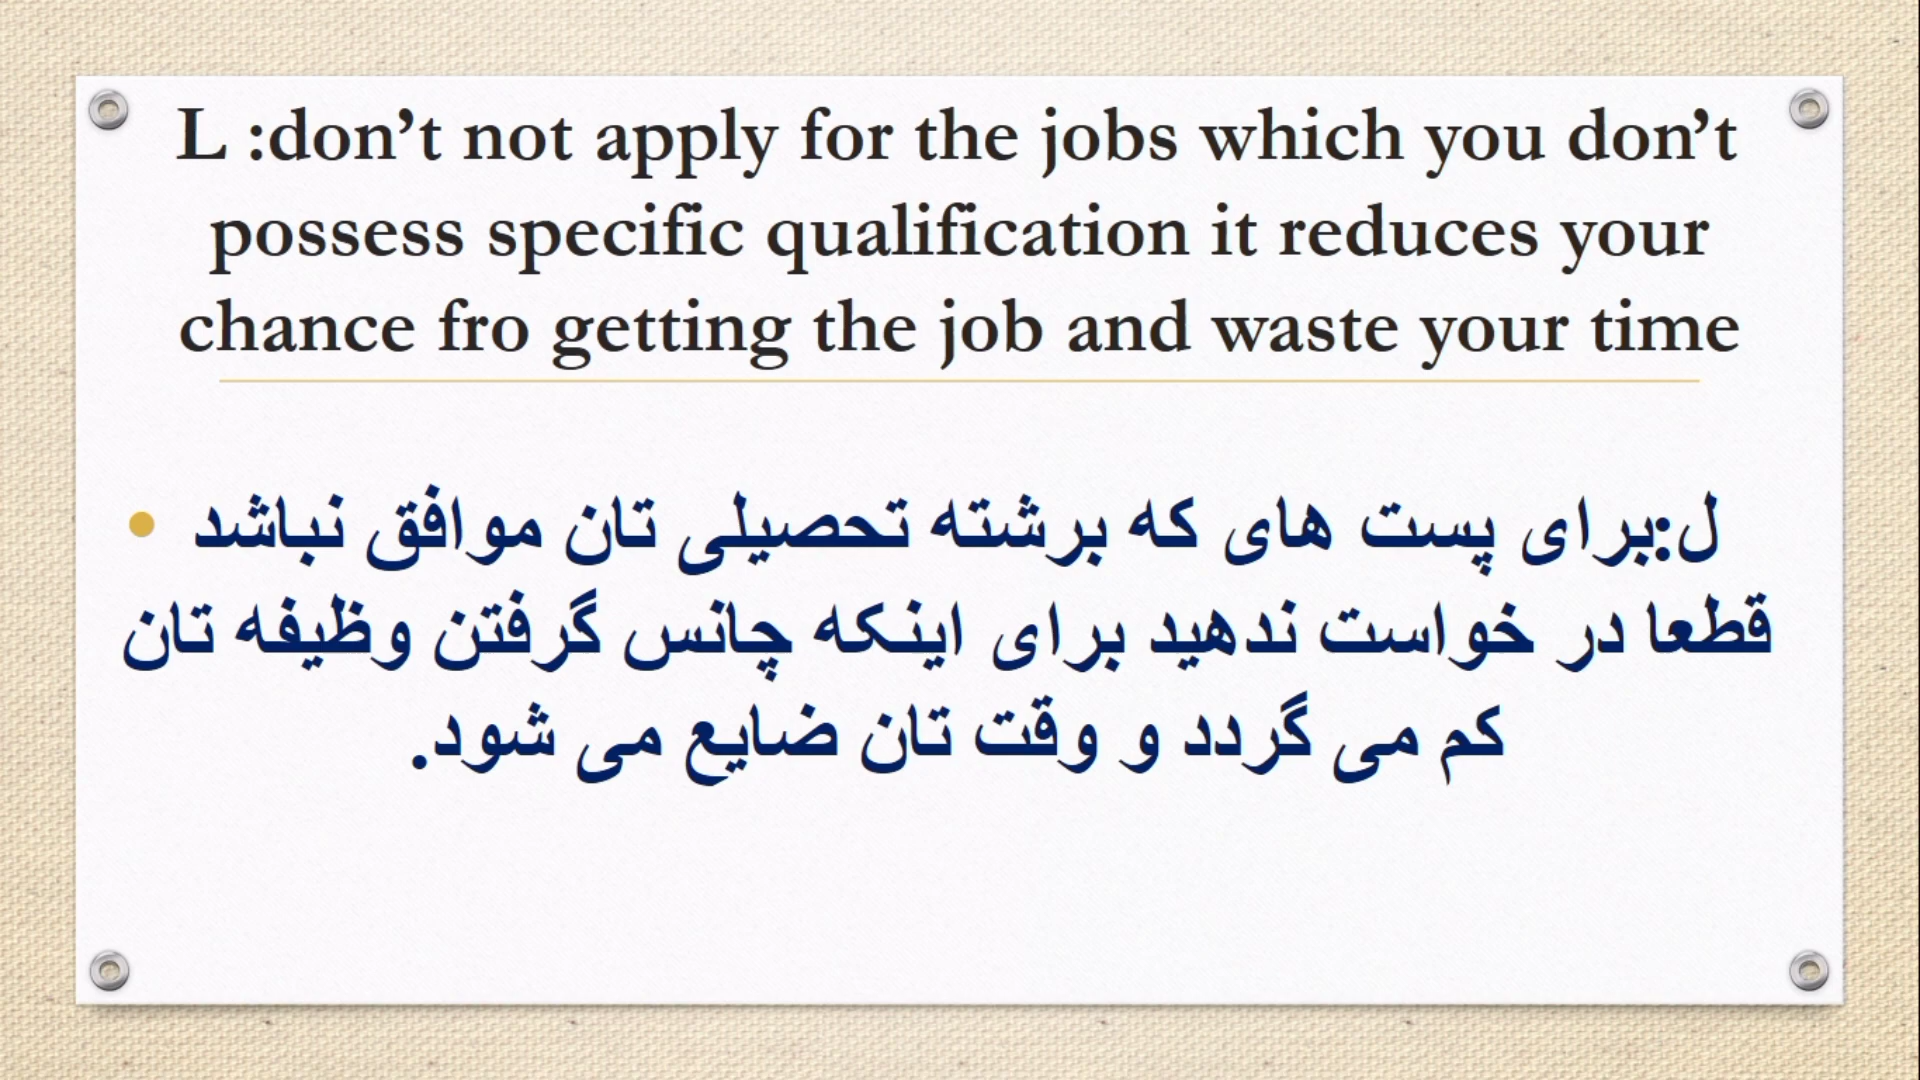 L :don’t not apply for the jobs which you don’t
possess specific qualification it reduces your
chance fro getting the job and waste your time
ل:برای پست های که برشته تحصیلی تان موافق نباشد
قطعا در خواست ندهید برای اینکه چانس گرفتن وظیفه تان
کم می گردد و وقت تان ضایع می شود.